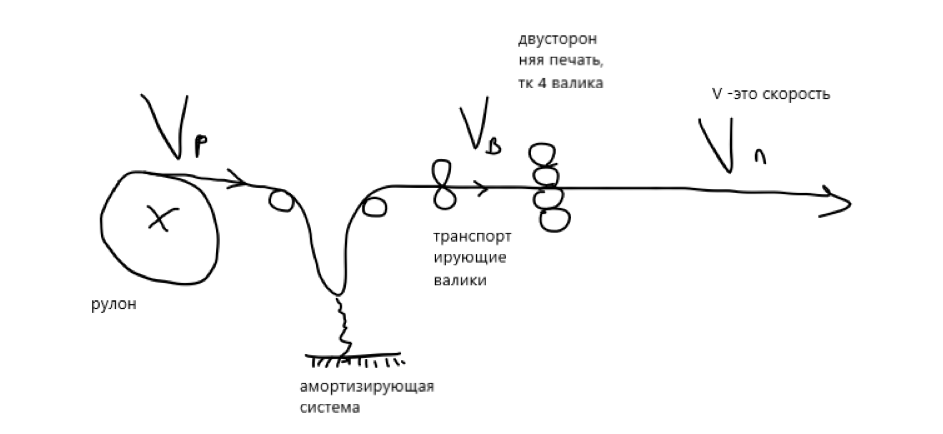 двусторон
няя печать,
тк 4 валика
V -это скорость
Vр
Vв
Vп
транспорт
ирующие
валики
рулон
амортизирующая
система